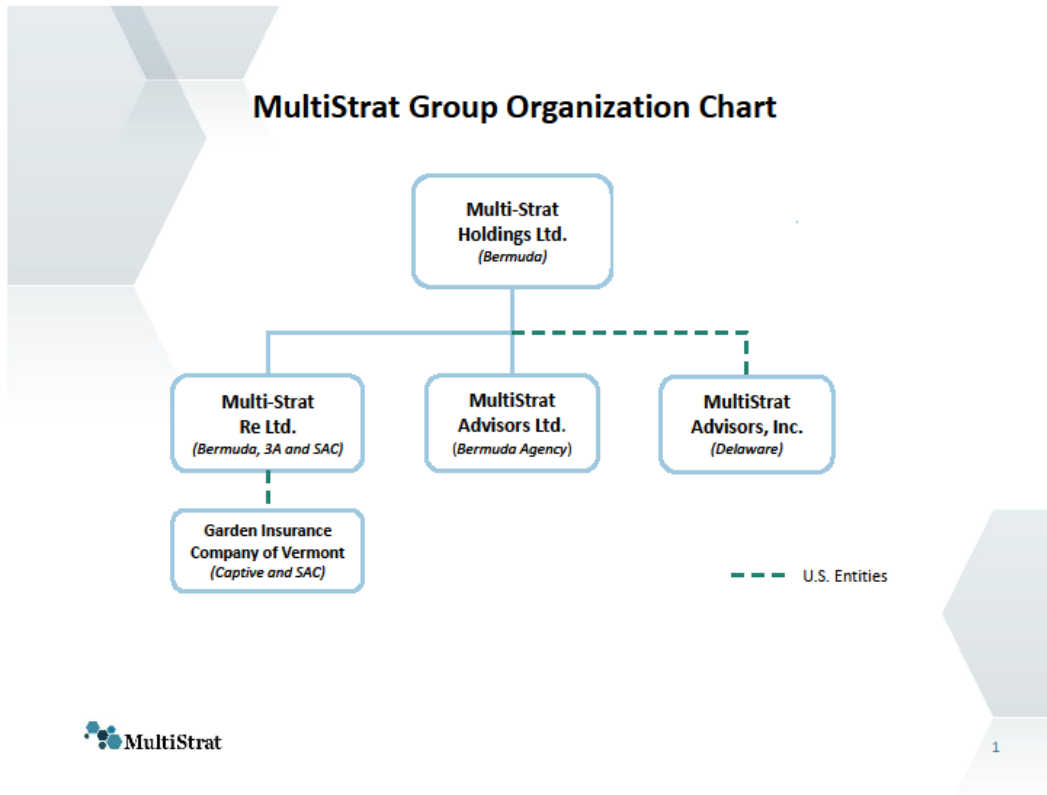 MultiStrat Group Organization Chart
Multi-Strat
Holdings Ltd.
(Bermuda)
Multi-Strat
Re Ltd.
(Bermuda, 3A and SAC)
MultiStrat
Advisors Ltd.
(Bermuda Agency)
MultiStrat
Advisors, Inc.
(Delaware)
Garden Insurance
Company of Vermont
(Captive and SAC)
U.S. Entities
MultiStrat
1